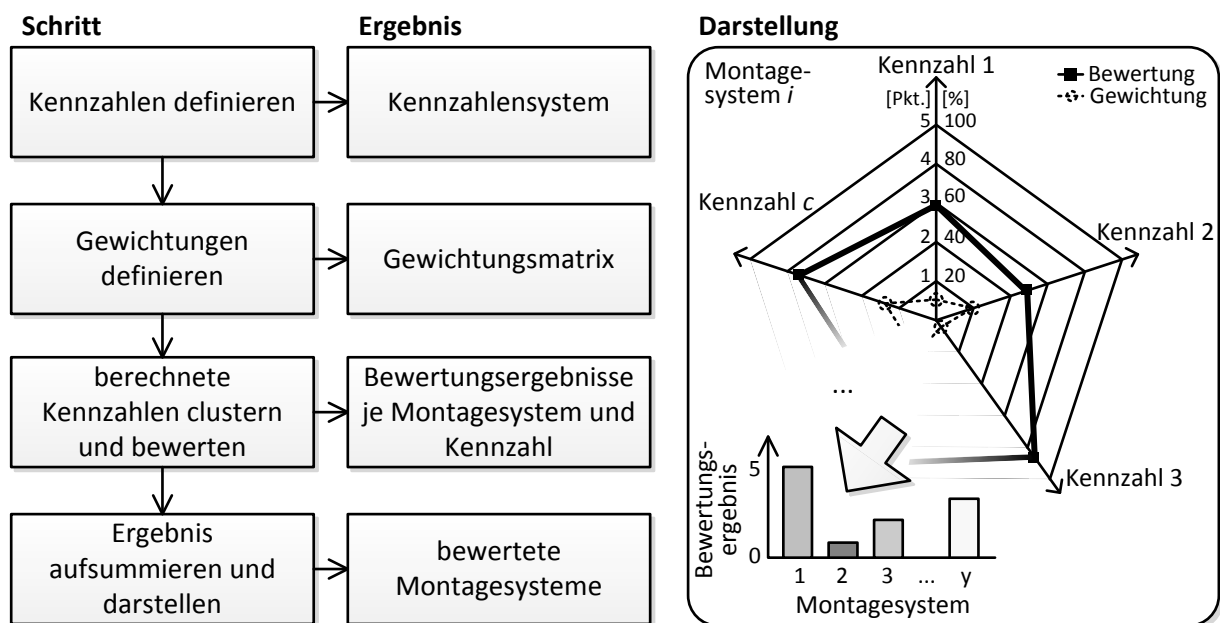 Schritt
Ergebnis
Darstellung
Kennzahlen definieren
Kennzahlensystem
Gewichtungen
definieren
Gewichtungsmatrix
berechnete
Kennzahlen clustern
und bewerten
Bewertungsergebnisse
je Montagesystem und
Kennzahl
Ergebnis
aufsummieren und
darstellen
bewertete
Montagesysteme
Montage-
system i
Kennzahl 1
Bewertung
Gewichtung
[Pkt.] [%]
5 100
4 80
3 60
2 40
1 20
Kennzahl c
Kennzahl 2
...
Kennzahl 3
Bewertungs-
ergebnis
5
0
1 2 3 ... y
Montagesystem